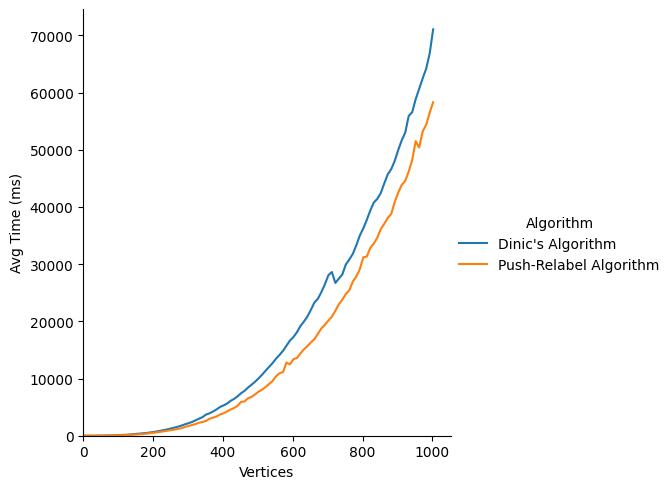 70000
60000
50000
40000
30000
20000
10000
0
Avg Time (ms)
0 200 400 600 800 1000
Vertices
Algorithm
Dinic's Algorithm
Push-Relabel Algorithm